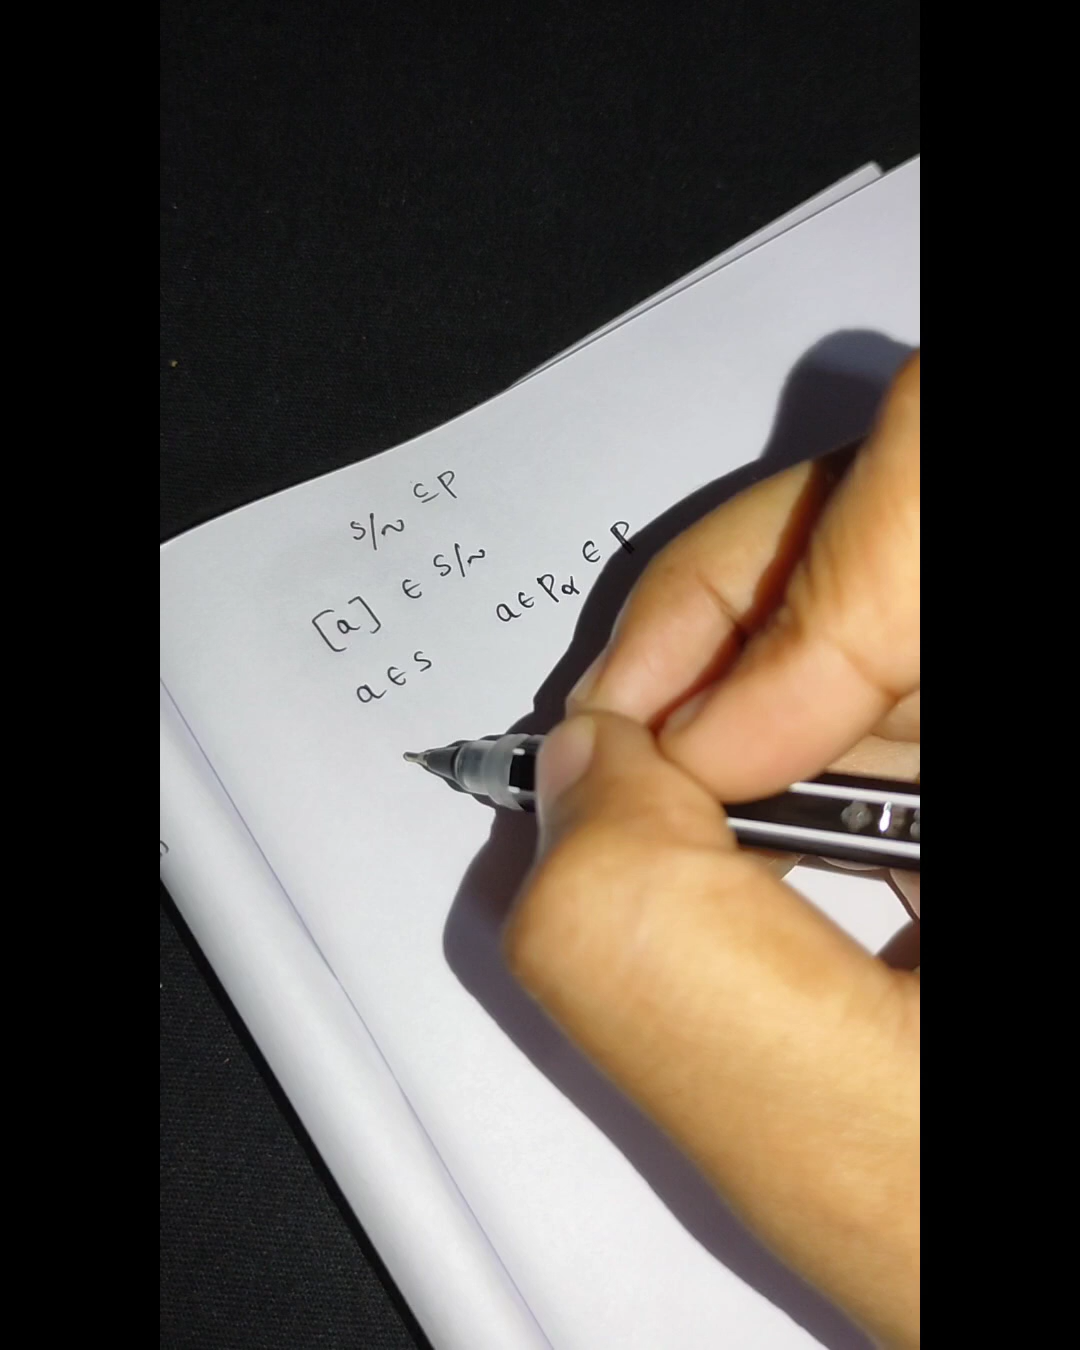 S/~ ⊆ P
[a] ∈ S/~
a ∈ S a ∈ Pα ∈ P